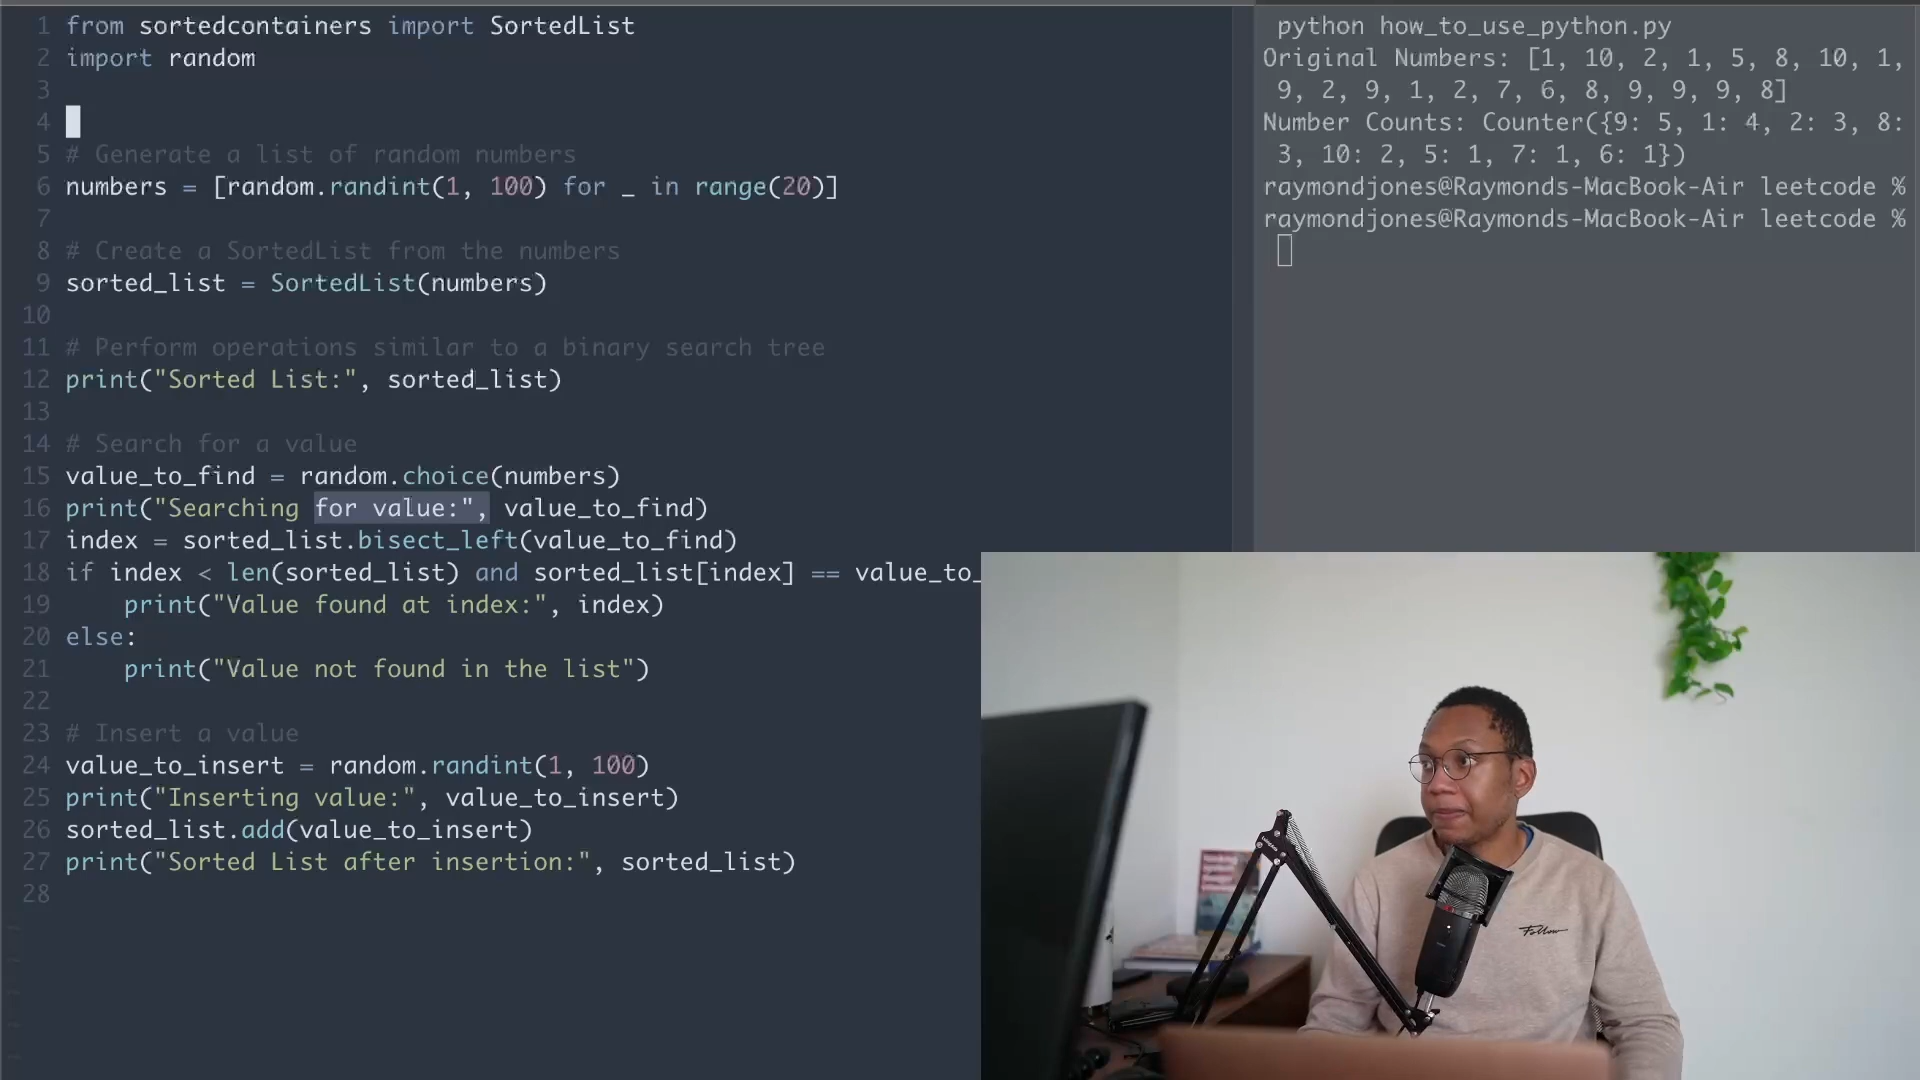 1 from sortedcontainers import SortedList
2 import random
3
4
5 # Generate a list of random numbers
6 numbers = [random.randint(1, 100) for _ in range(20)]
7
8 # Create a SortedList from the numbers
9 sorted_list = SortedList(numbers)
10
11 # Perform operations similar to a binary search tree
12 print("Sorted List:", sorted_list)
13
14 # Search for a value
15 value_to_find = random.choice(numbers)
16 print("Searching for value:", value_to_find)
17 index = sorted_list.bisect_left(value_to_find)
18 if index < len(sorted_list) and sorted_list[index] == value_to_
19     print("Value found at index:", index)
20 else:
21     print("Value not found in the list")
22
23 # Insert a value
24 value_to_insert = random.randint(1, 100)
25 print("Inserting value:", value_to_insert)
26 sorted_list.add(value_to_insert)
27 print("Sorted List after insertion:", sorted_list)
28
python how_to_use_python.py
Original Numbers: [1, 10, 2, 1, 5, 8, 10, 1,
9, 2, 9, 1, 2, 7, 6, 8, 9, 9, 9, 8]
Number Counts: Counter({9: 5, 1: 4, 2: 3, 8:
3, 10: 2, 5: 1, 7: 1, 6: 1})
raymondjones@Raymonds-MacBook-Air leetcode %
raymondjones@Raymonds-MacBook-Air leetcode %
Follow